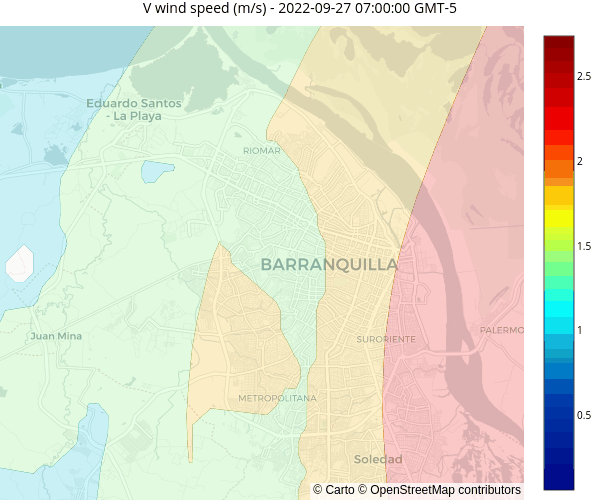 V wind speed (m/s) - 2022-09-27 07:00:00 GMT-5
2.5
Eduardo Santos
- La Playa
RIOMAR
2
1.5
BARRANQUILLA
1
Juan Mina
SURORIENTE
PALERMO
METROPOLITANA
0.5
Soledad
© Carto © OpenStreetMap contributors